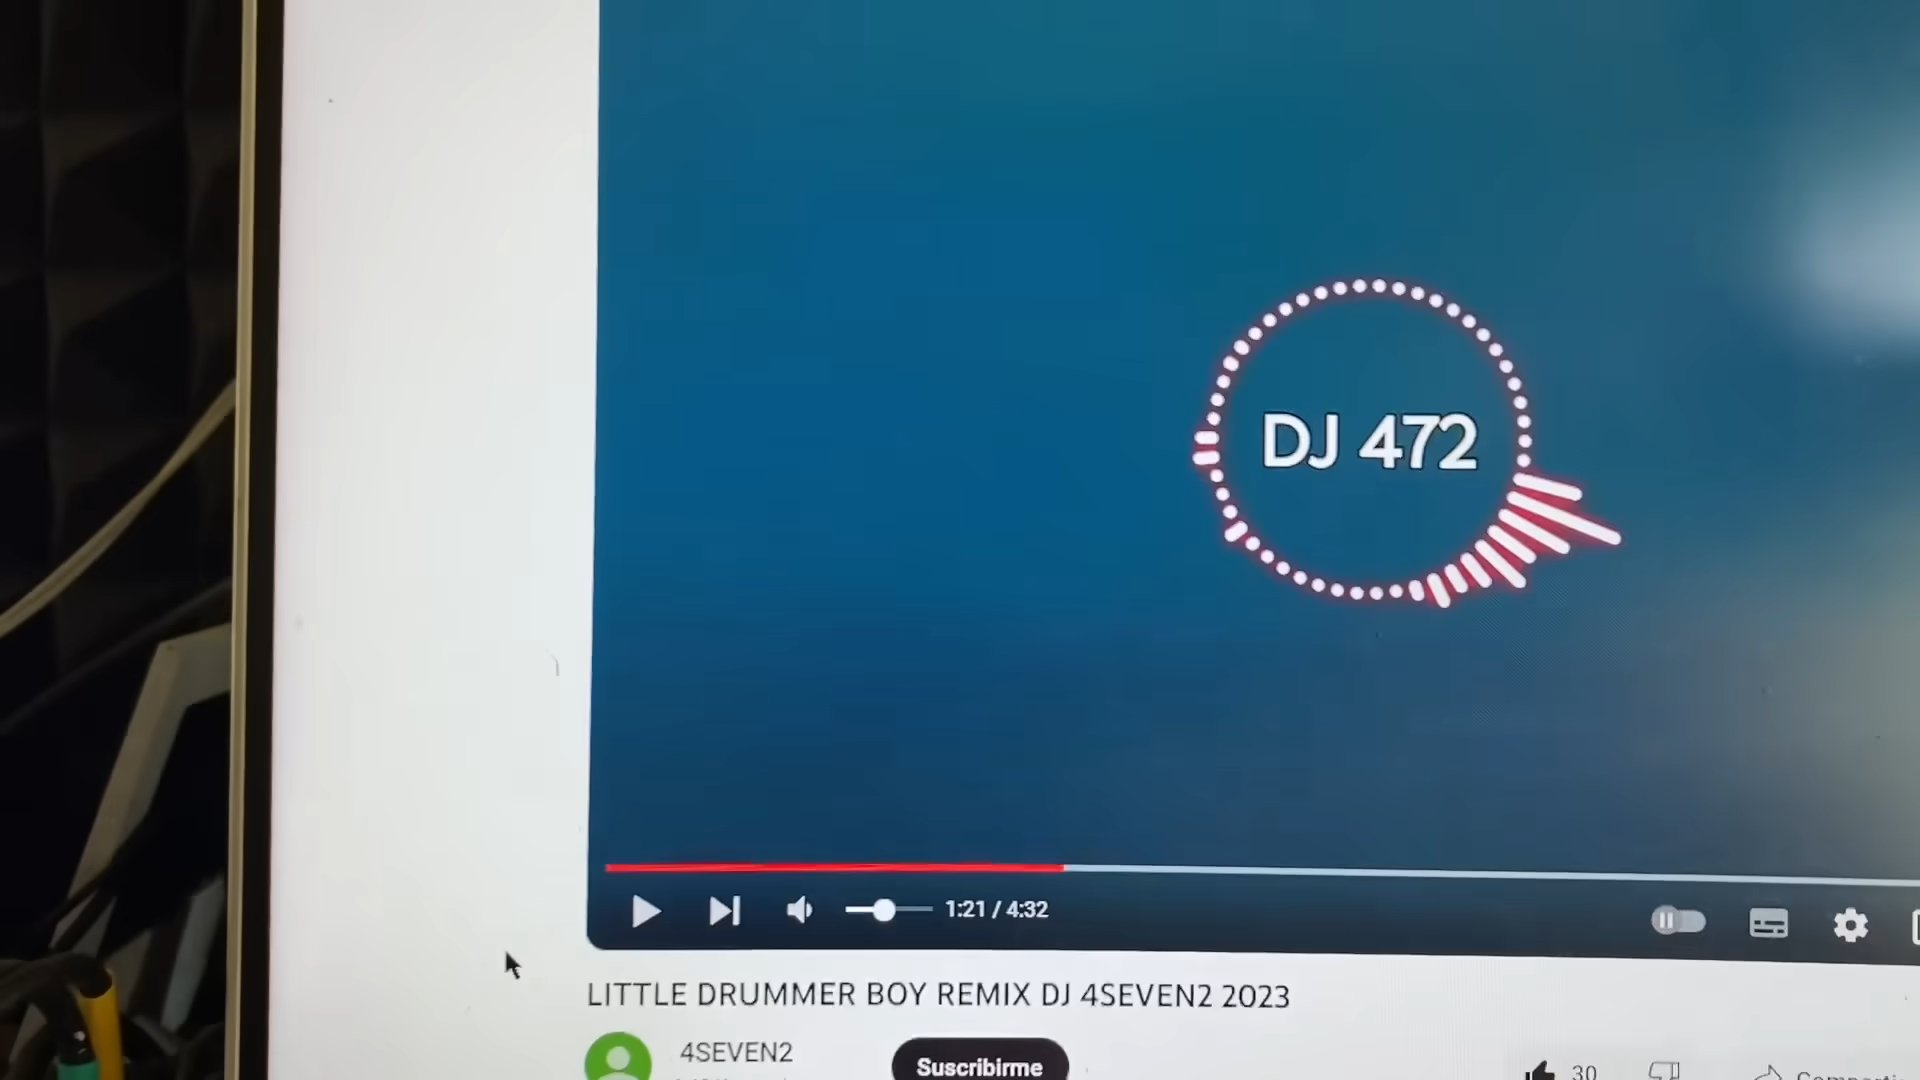 DJ 472
1:21 / 4:32
LITTLE DRUMMER BOY REMIX DJ 4SEVEN2 2023
4SEVEN2
Suscribirme
30